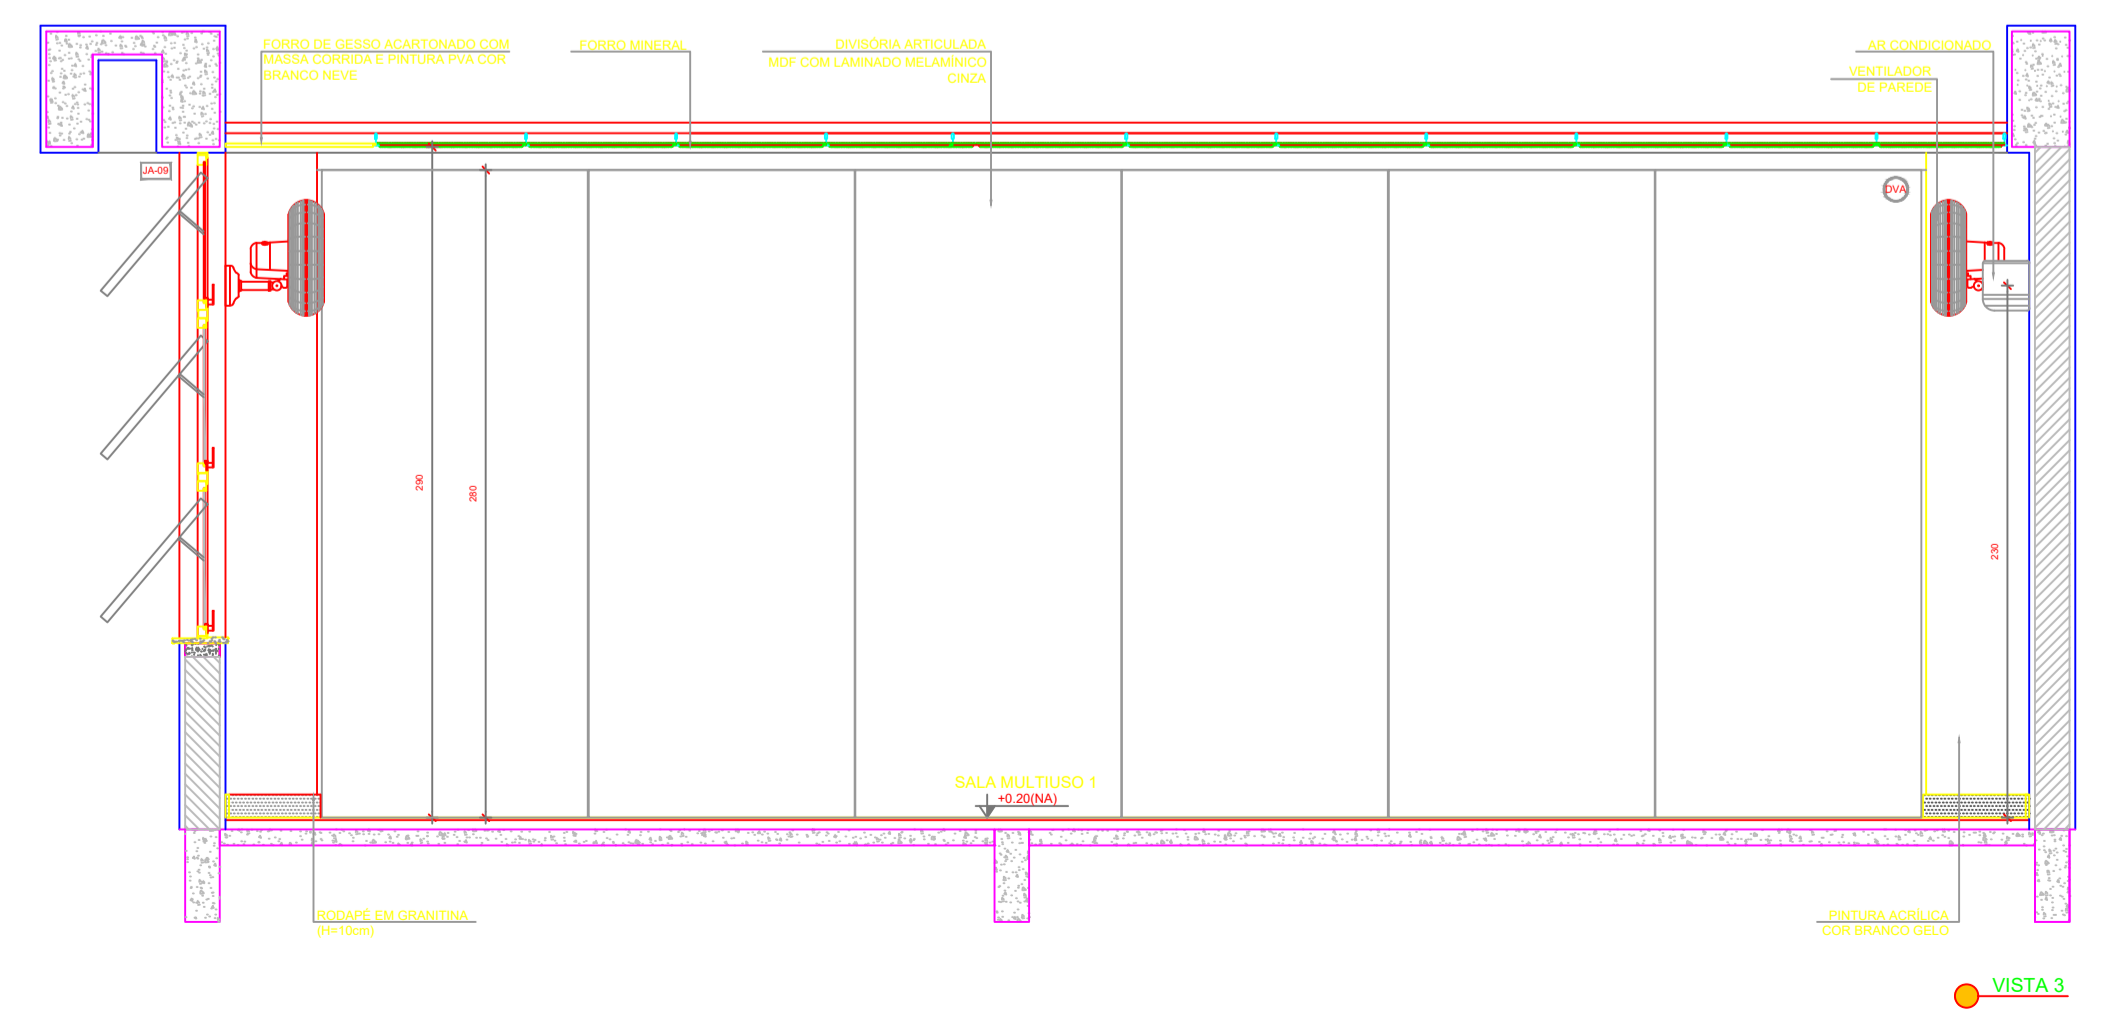 FORRO DE GESSO ACARTONADO COM
MASSA CORRIDA E PINTURA PVA COR
BRANCO NEVE
FORRO MINERAL
DIVISÓRIA ARTICULADA
MDF COM LAMINADO MELAMÍNICO
CINZA
AR CONDICIONADO
VENTILADOR
DE PAREDE
JA-09
DVA
290
280
230
SALA MULTIUSO 1
+0.20(NA)
RODAPÉ EM GRANITINA
(H=10cm)
PINTURA ACRÍLICA
COR BRANCO GELO
VISTA 3